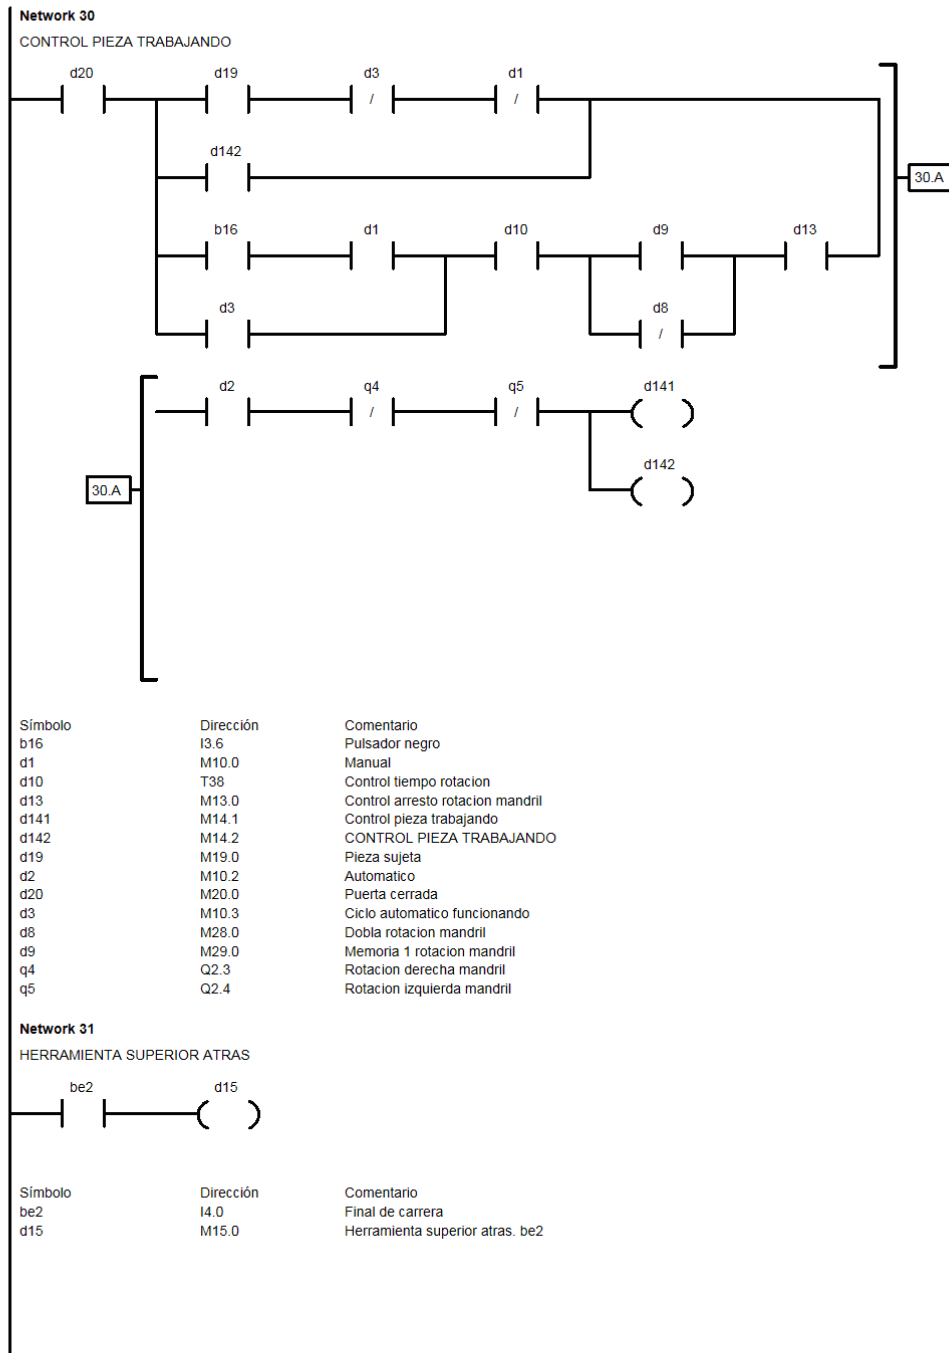 Network 30
CONTROL PIEZA TRABAJANDO
d20 d19 d3 d1
/ /
d142
30.A
b16 d1 d10 d9 d13
d3 d8
/
d2 q4 q5 d141
/ /
d142
30.A
Símbolo Dirección Comentario
b16 I3.6 Pulsador negro
d1 M10.0 Manual
d10 T38 Control tiempo rotacion
d13 M13.0 Control arresto rotacion mandril
d141 M14.1 Control pieza trabajando
d142 M14.2 CONTROL PIEZA TRABAJANDO
d19 M19.0 Pieza sujeta
d2 M10.2 Automatico
d20 M20.0 Puerta cerrada
d3 M10.3 Ciclo automatico funcionando
d8 M28.0 Dobla rotacion mandril
d9 M29.0 Memoria 1 rotacion mandril
q4 Q2.3 Rotacion derecha mandril
q5 Q2.4 Rotacion izquierda mandril
Network 31
HERRAMIENTA SUPERIOR ATRAS
be2 d15
Símbolo Dirección Comentario
be2 I4.0 Final de carrera
d15 M15.0 Herramienta superior atras. be2